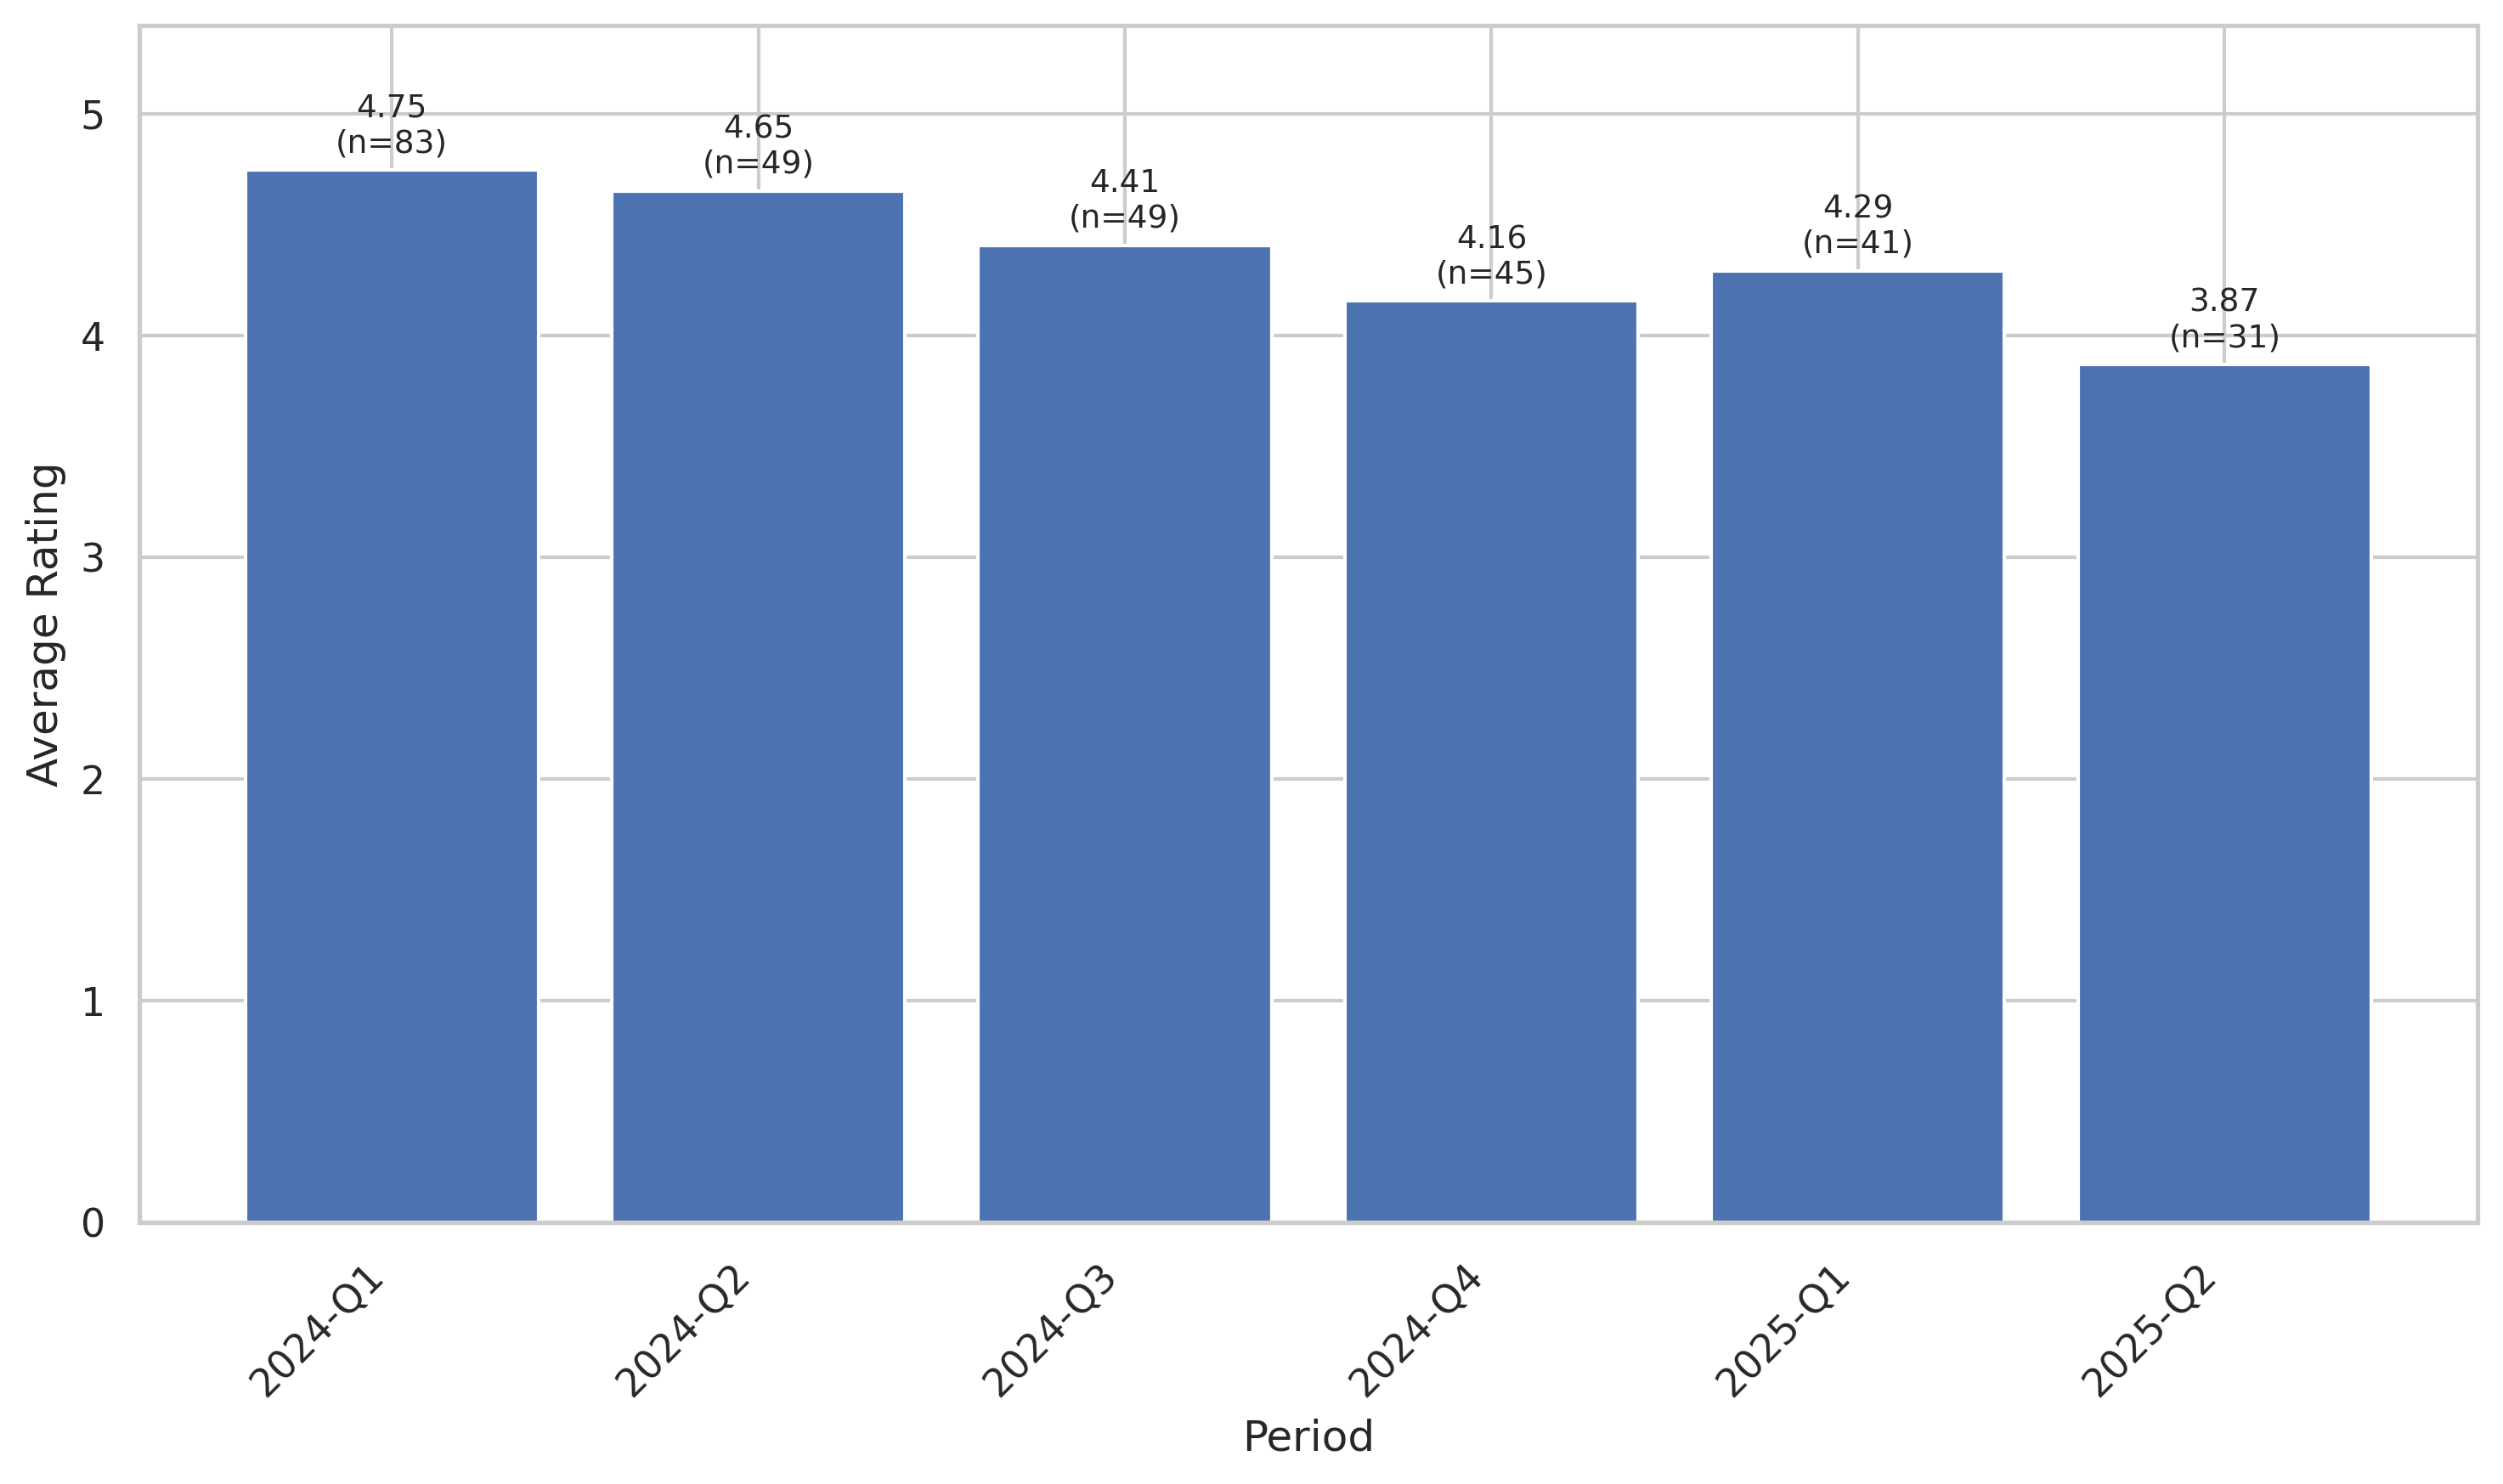 4.75
(n=83)
4.65
(n=49)
4.41
(n=49)
4.16
(n=45)
4.29
(n=41)
3.87
(n=31)
5
4
3
2
1
0
Average Rating
2024-Q1
2024-Q2
2024-Q3
2024-Q4
2025-Q1
2025-Q2
Period